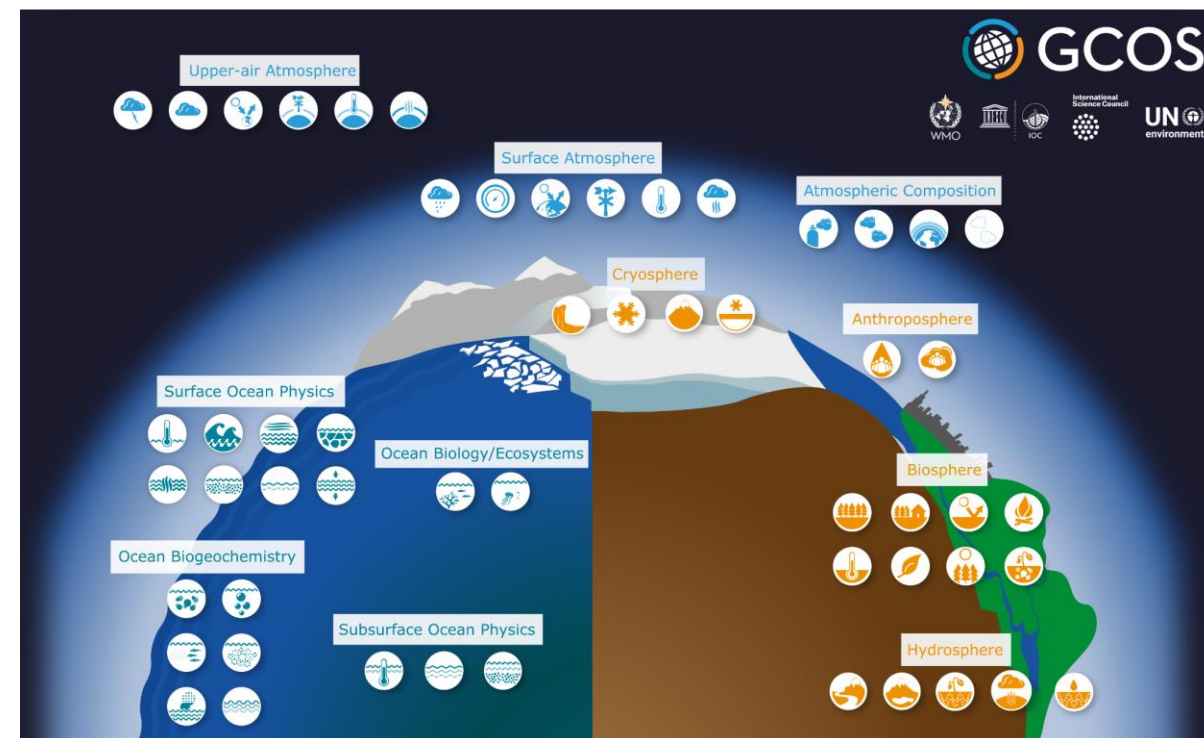 GCOS
Upper-air Atmosphere
International
Science Council
WMO
IOC
UN
environment
Surface Atmosphere
Atmospheric Composition
Cryosphere
Anthroposphere
Surface Ocean Physics
Ocean Biology/Ecosystems
Biosphere
Ocean Biogeochemistry
Subsurface Ocean Physics
Hydrosphere